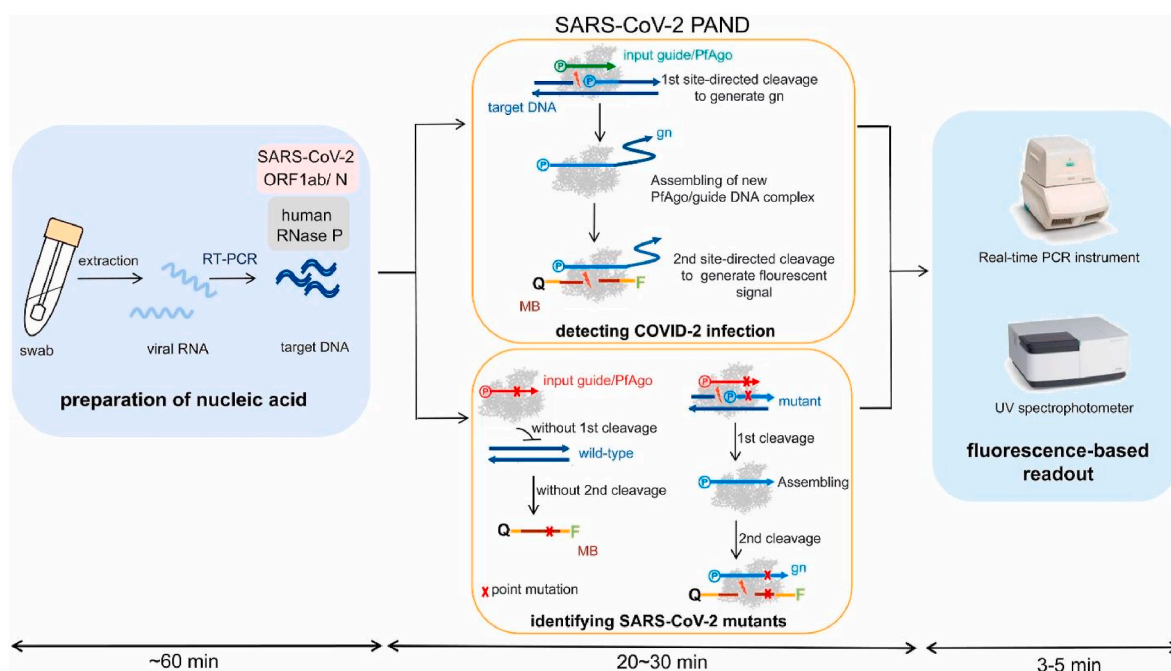 SARS-CoV-2 PAND
SARS-CoV-2
ORF1ab/ N
human
RNase P
extraction
RT-PCR
swab
viral RNA
target DNA
preparation of nucleic acid
P
input guide/PfAgo
P
target DNA
1st site-directed cleavage
to generate gn
gn
P
Assembling of new
PfAgo/guide DNA complex
P
2nd site-directed cleavage
to generate flourescent
signal
Q
F
MB
detecting COVID-2 infection
P
input guide/PfAgo
without 1st cleavage
wild-type
without 2nd cleavage
Q
F
MB
x point mutation
P
P
mutant
1st cleavage
P
Assembling
2nd cleavage
P
gn
Q
F
identifying SARS-CoV-2 mutants
Real-time PCR instrument
UV spectrophotometer
fluorescence-based
readout
~60 min
20~30 min
3-5 min